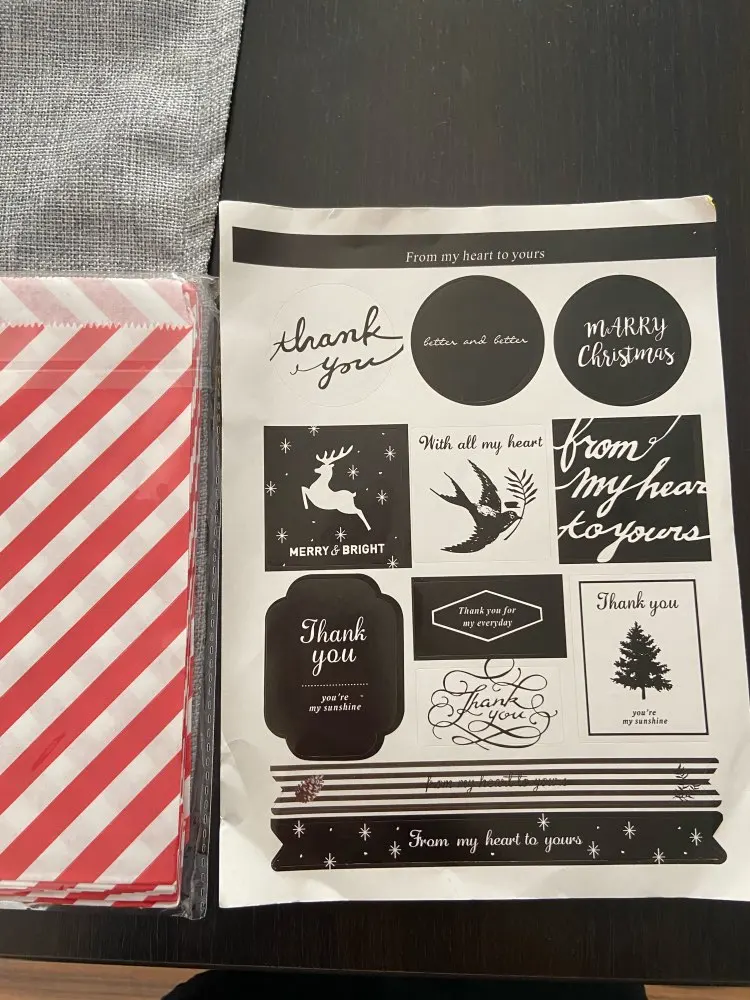 From my heart to yours
thank
you
better and better
mARRY
Christmas
MERRY & BRIGHT
With all my heart
from
my hear
to yours
Thank
you
you're
my sunshine
Thank you for
my everyday
Thank
you
Thank you
you're
my sunshine
from my heart to yours
From my heart to yours